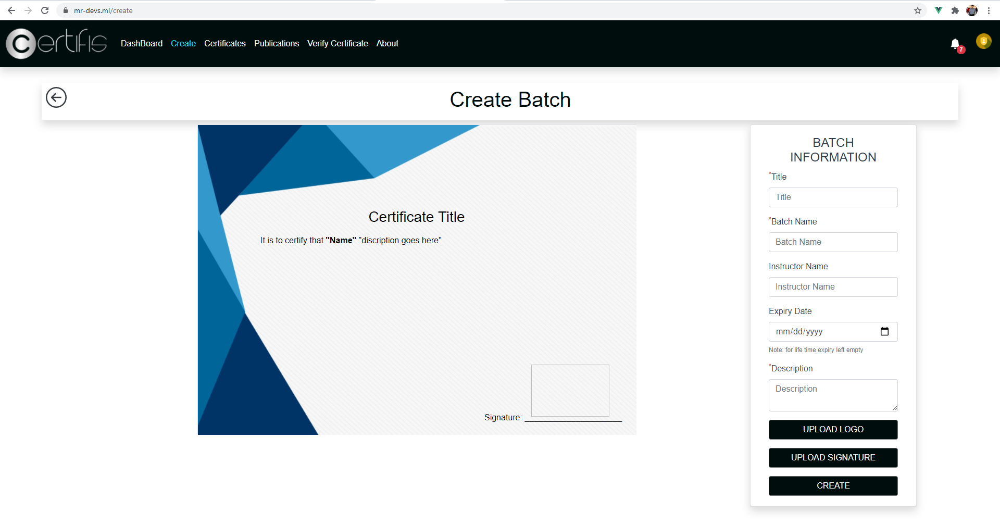 mr-devs.ml/create
certifis
DashBoard Create Certificates Publications Verify Certificate About
7
Create Batch
Certificate Title
It is to certify that "Name" "discription goes here"
Signature:
BATCH
INFORMATION
*Title
Title
*Batch Name
Batch Name
Instructor Name
Instructor Name
Expiry Date
mm/dd/yyyy
Note: for life time expiry left empty
*Description
Description
UPLOAD LOGO
UPLOAD SIGNATURE
CREATE